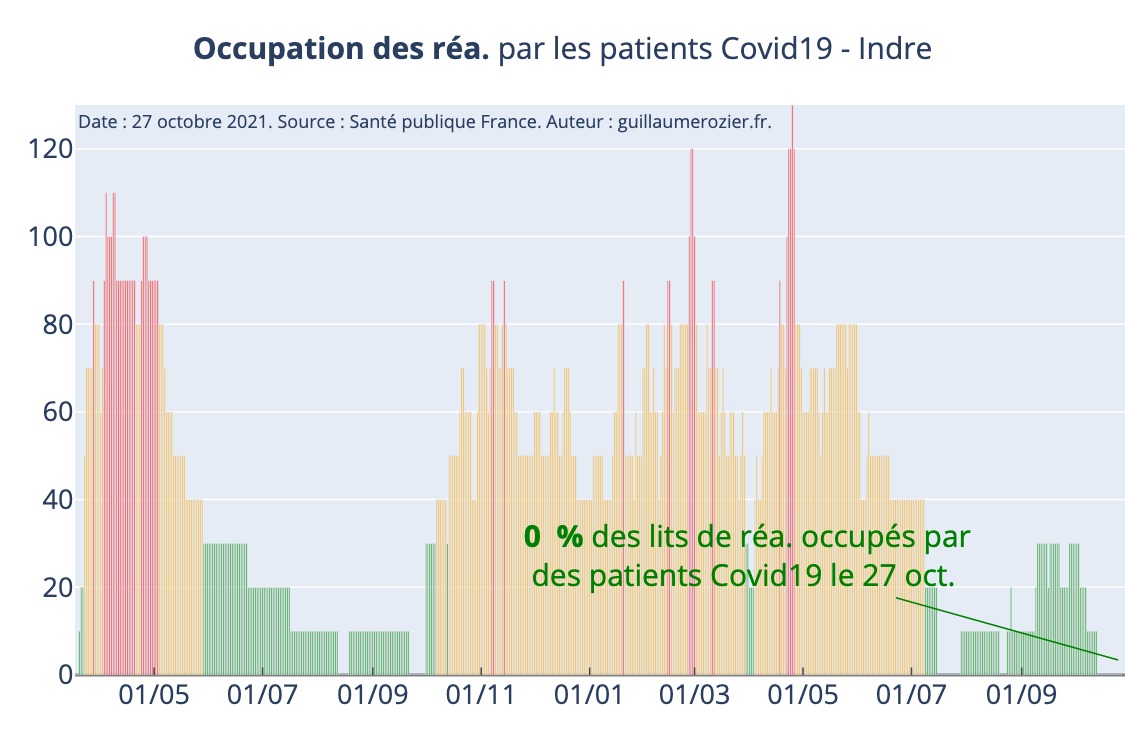 Occupation des réa. par les patients Covid19 - Indre
Date : 27 octobre 2021. Source : Santé publique France. Auteur : guillaumerozier.fr.
120
100
80
60
40
20
0
0 % des lits de réa. occupés par
des patients Covid19 le 27 oct.
01/05 01/07 01/09 01/11 01/01 01/03 01/05 01/07 01/09